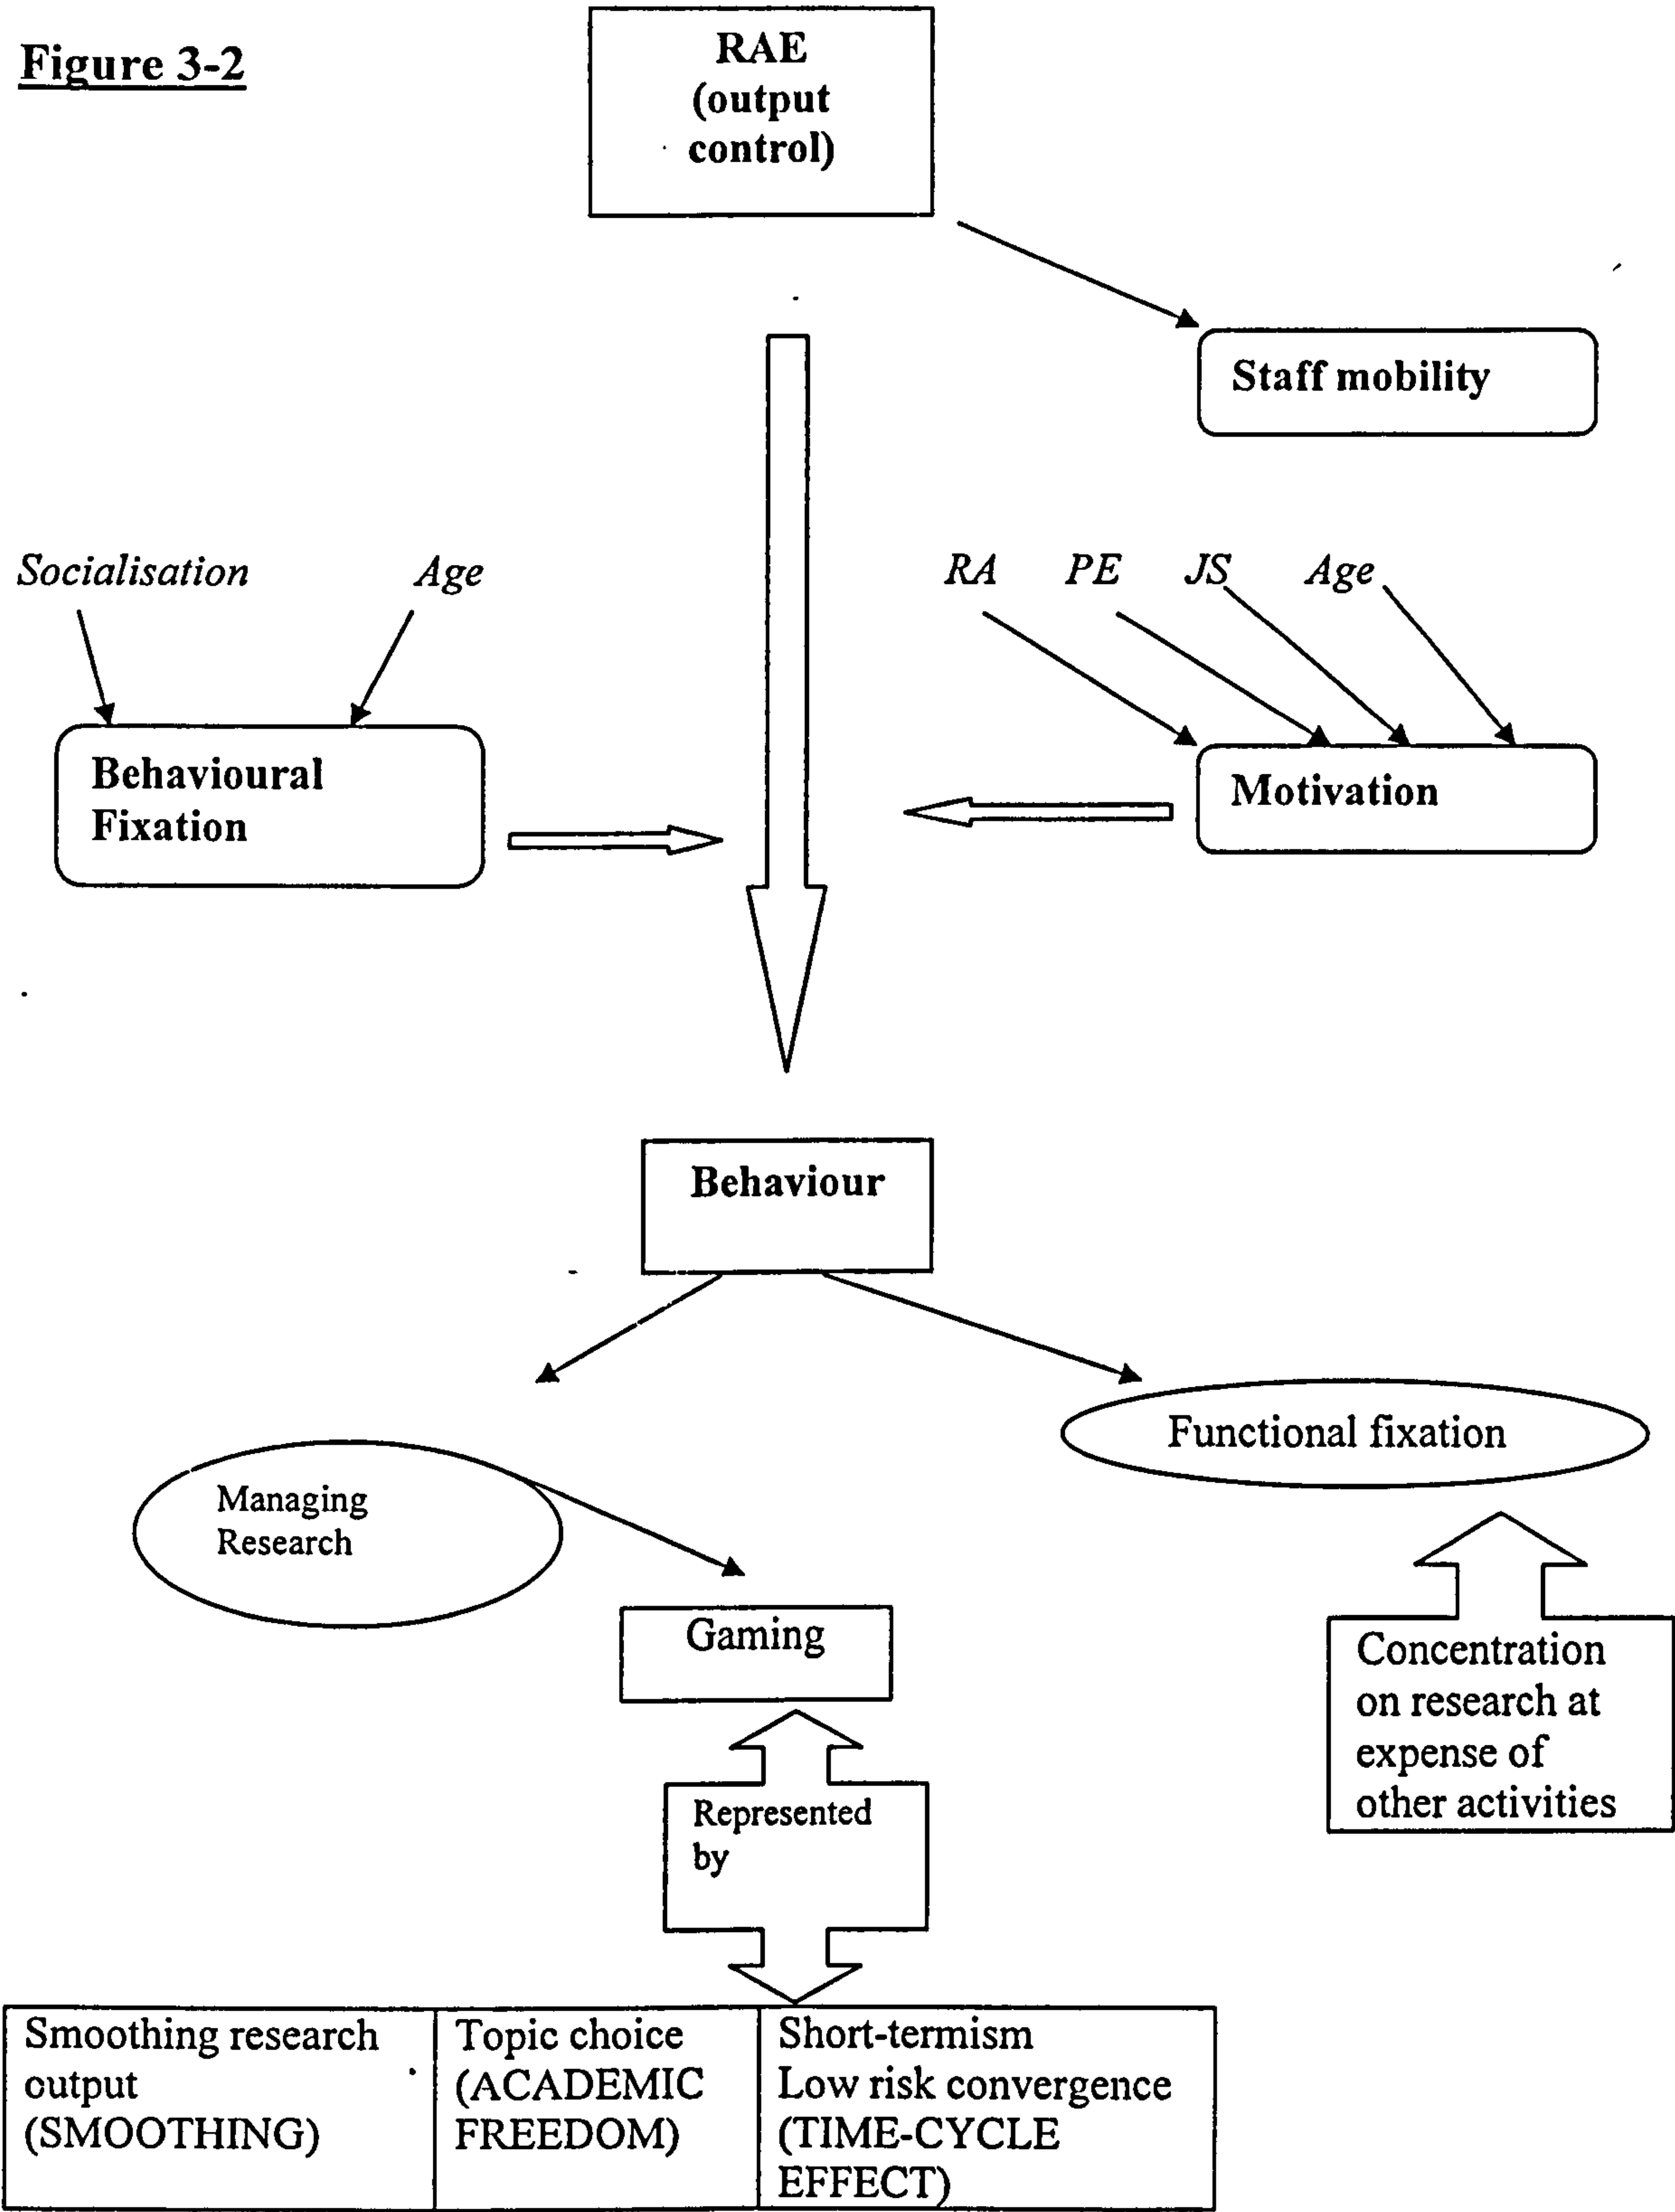 Figure 3-2
RAE
(output
control)
Staff mobility
Socialisation
Age
RA
PE
JS
Age
Behavioural
Fixation
Motivation
Behaviour
Functional fixation
Managing
Research
Gaming
Concentration
on research at
expense of
other activities
Represented
by
Smoothing research
output
(SMOOTHING)
Topic choice
(ACADEMIC
FREEDOM)
Short-termism
Low risk convergence
(TIME-CYCLE
EFFECT)